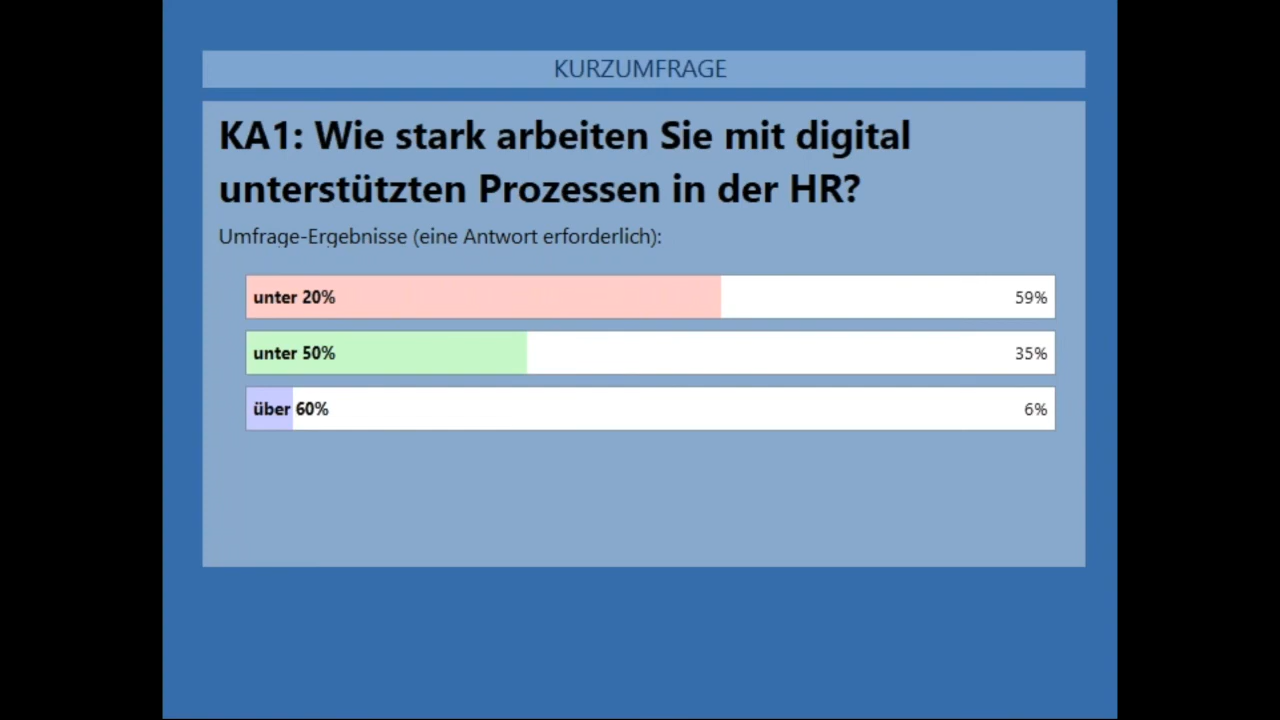 KURZUMFRAGE
KA1: Wie stark arbeiten Sie mit digital
unterstützten Prozessen in der HR?
Umfrage-Ergebnisse (eine Antwort erforderlich):
unter 20% 59%
unter 50% 35%
über 60% 6%